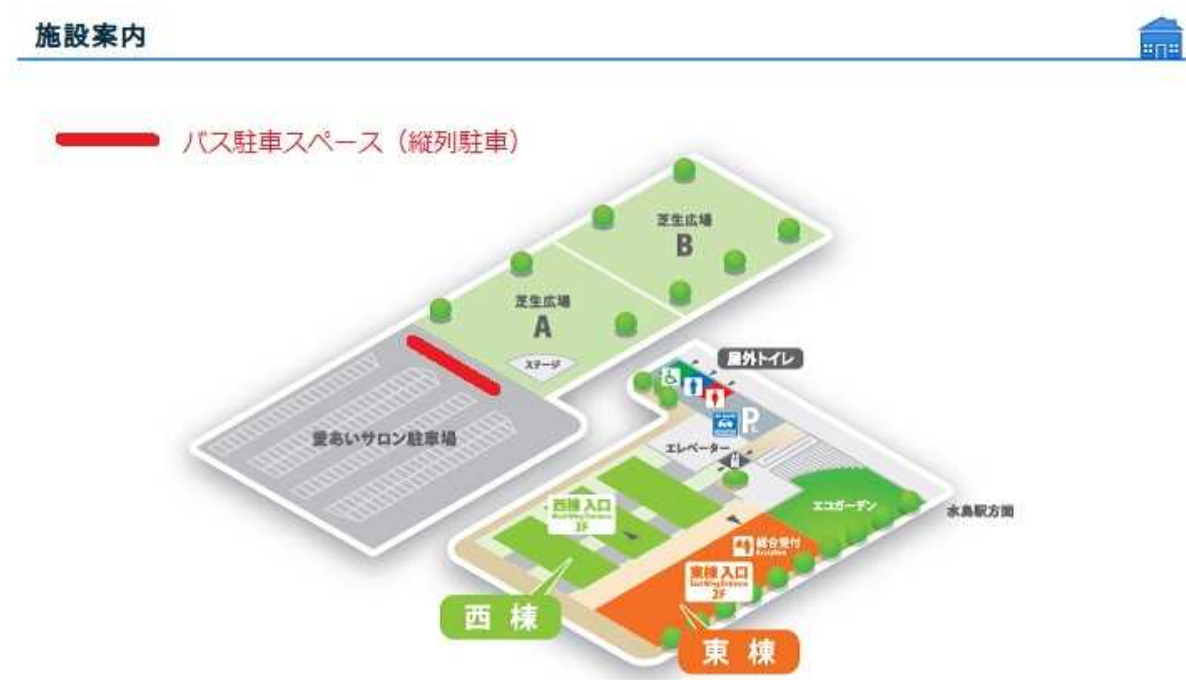 施設案内
バス駐車スペース（縦列駐車）
芝生広場
B
芝生広場
A
ステージ
屋外トイレ
P
愛あいサロン駐車場
エレベーター
西棟 入口
エコガーデン
水島駅方面
総合受付
東棟 入口
2F
西棟
東棟